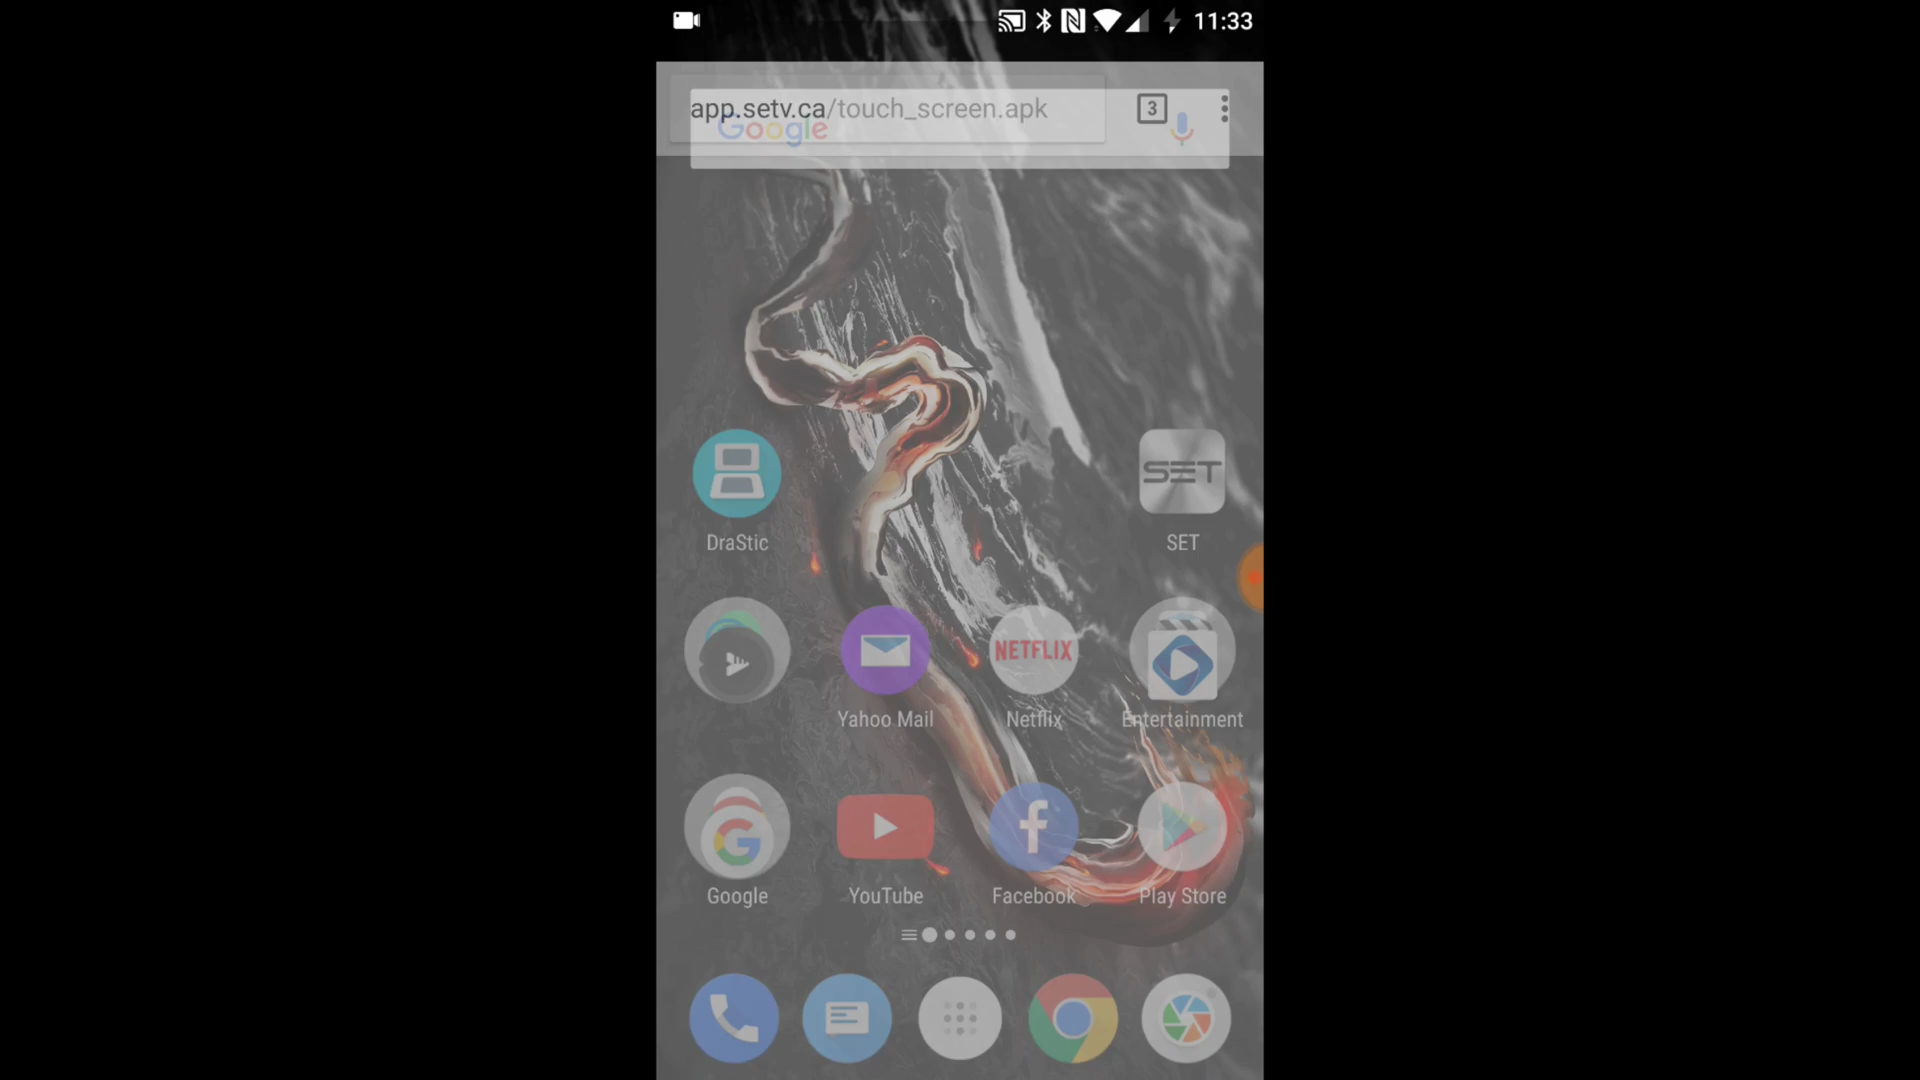 11:33
app.setv.ca/touch_screen.apk
3
Google
DraStic
SET
SET
NETFLIX
Yahoo Mail
Netflix
Entertainment
G
f
Google
YouTube
Facebook
Play Store